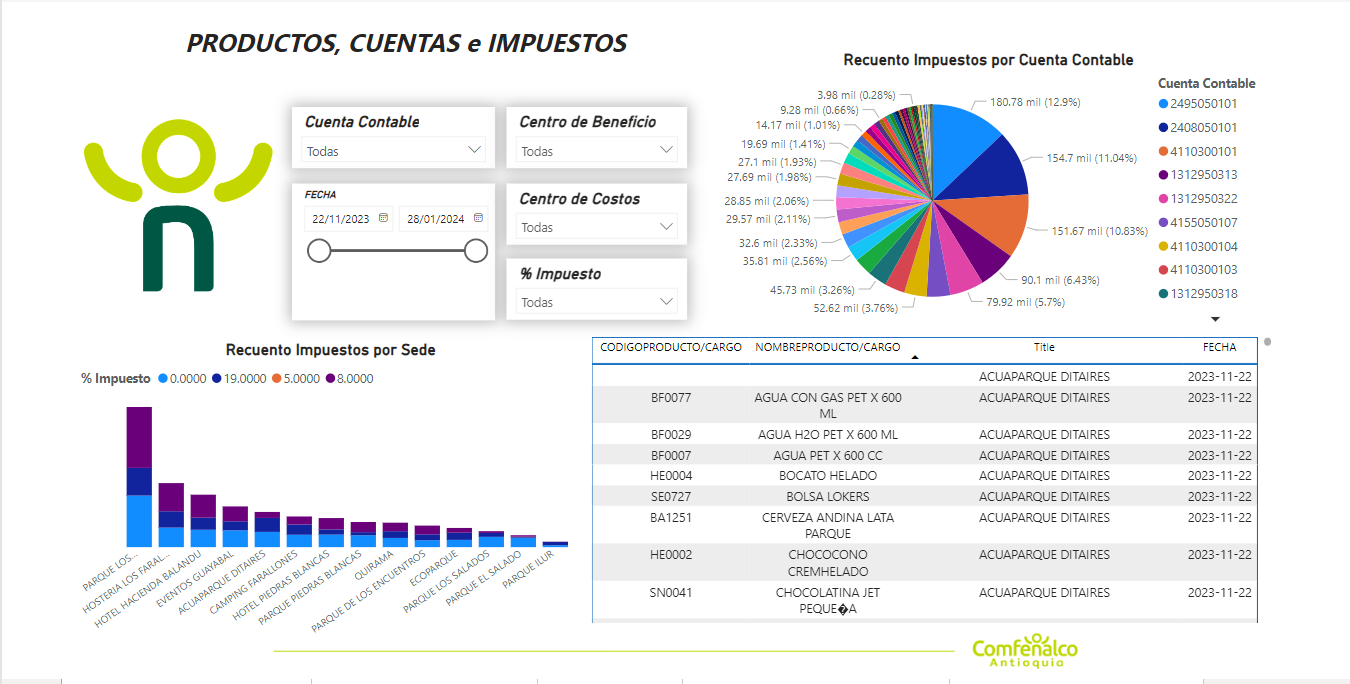 PRODUCTOS, CUENTAS e IMPUESTOS
Cuenta Contable
Todas
Centro de Beneficio
Todas
FECHA
22/11/2023
28/01/2024
Centro de Costos
Todas
% Impuesto
Todas
Recuento Impuestos por Cuenta Contable
180.78 mil (12.9%)
154.7 mil (11.04%)
151.67 mil (10.83%)
90.1 mil (6.43%)
79.92 mil (5.7%)
52.62 mil (3.76%)
45.73 mil (3.26%)
35.81 mil (2.56%)
32.6 mil (2.33%)
29.57 mil (2.11%)
28.85 mil (2.06%)
27.69 mil (1.98%)
27.1 mil (1.93%)
19.69 mil (1.41%)
14.17 mil (1.01%)
9.28 mil (0.66%)
3.98 mil (0.28%)
Cuenta Contable
2495050101
2408050101
4110300101
1312950313
1312950322
4155050107
4110300104
4110300103
1312950318
Recuento Impuestos por Sede
% Impuesto 0.0000 19.0000 5.0000 8.0000
PARQUE LOS...
HOSTERIA LOS FARAL...
HOTEL HACIENDA BALANDU
EVENTOS GUAYABAL
ACUAPARQUE DITAIRES
CAMPING FARALLONES
HOTEL PIEDRAS BLANCAS
PARQUE PIEDRAS BLANCAS
QUIRAMA
PARQUE DE LOS ENCUENTROS
ECOPARQUE
PARQUE LOS SALADOS
PARQUE EL SALADO
PARQUE ILUR
CODIGOPRODUCTO/CARGO NOMBREPRODUCTO/CARGO Title FECHA
ACUAPARQUE DITAIRES 2023-11-22
BF0077 AGUA CON GAS PET X 600 ACUAPARQUE DITAIRES 2023-11-22
ML
BF0029 AGUA H2O PET X 600 ML ACUAPARQUE DITAIRES 2023-11-22
BF0007 AGUA PET X 600 CC ACUAPARQUE DITAIRES 2023-11-22
HE0004 BOCATO HELADO ACUAPARQUE DITAIRES 2023-11-22
SE0727 BOLSA LOKERS ACUAPARQUE DITAIRES 2023-11-22
BA1251 CERVEZA ANDINA LATA ACUAPARQUE DITAIRES 2023-11-22
PARQUE
HE0002 CHOCOCONO ACUAPARQUE DITAIRES 2023-11-22
CREMHELADO
SN0041 CHOCOLATINA JET ACUAPARQUE DITAIRES 2023-11-22
PEQUE�A
Comfenalco
Antioquia